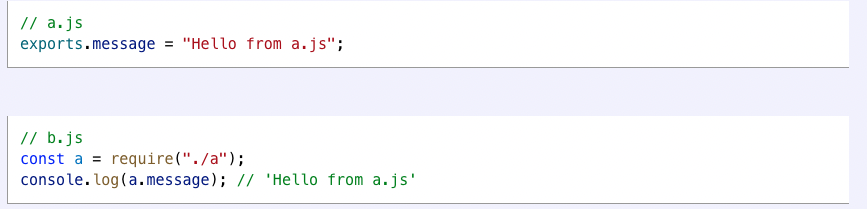 // a.js
exports.message = "Hello from a.js";
// b.js
const a = require("./a");
console.log(a.message); // 'Hello from a.js'